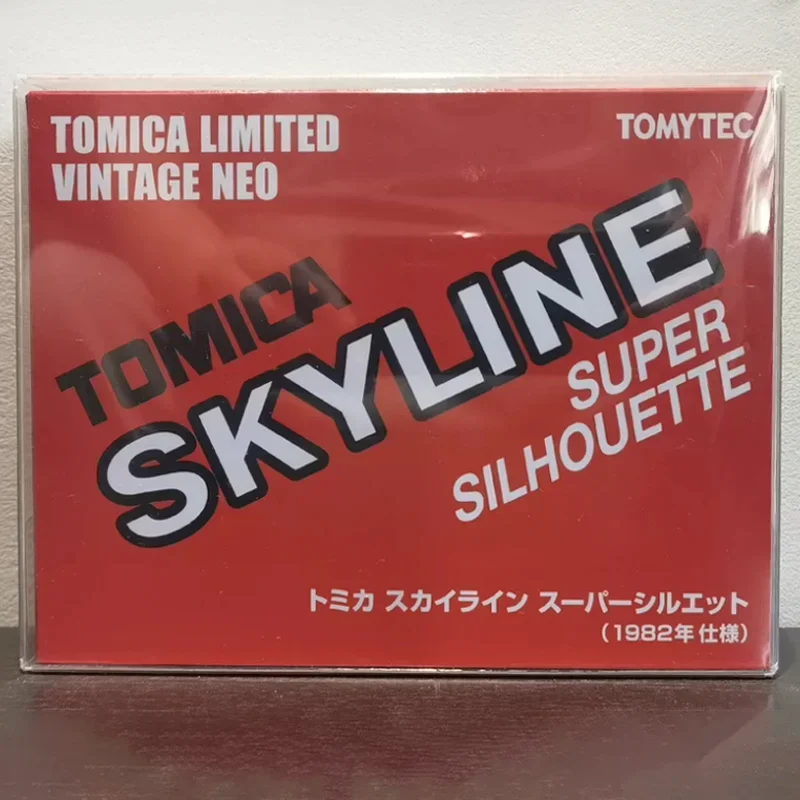 TOMICA LIMITED
VINTAGE NEO
TOMYTEC
TOMICA
SKYLINE
SUPER
SILHOUETTE
トミカ スカイライン スーパーシルエット
（1982年 仕様）